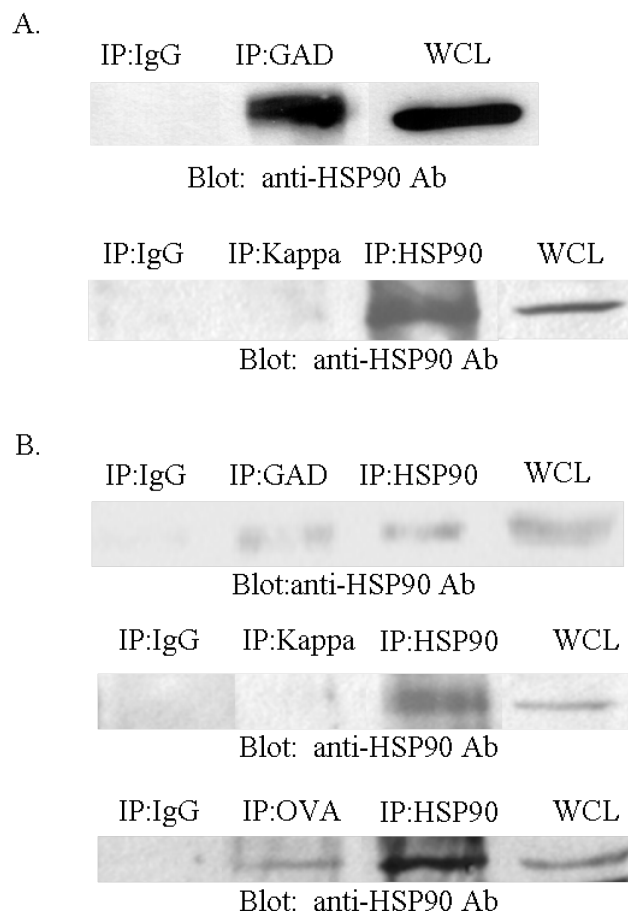 A.
IP:IgG IP:GAD WCL
Blot: anti-HSP90 Ab
IP:IgG IP:Kappa IP:HSP90 WCL
Blot: anti-HSP90 Ab
B.
IP:IgG IP:GAD IP:HSP90 WCL
Blot:anti-HSP90 Ab
IP:IgG IP:Kappa IP:HSP90 WCL
Blot: anti-HSP90 Ab
IP:IgG IP:OVA IP:HSP90 WCL
Blot: anti-HSP90 Ab